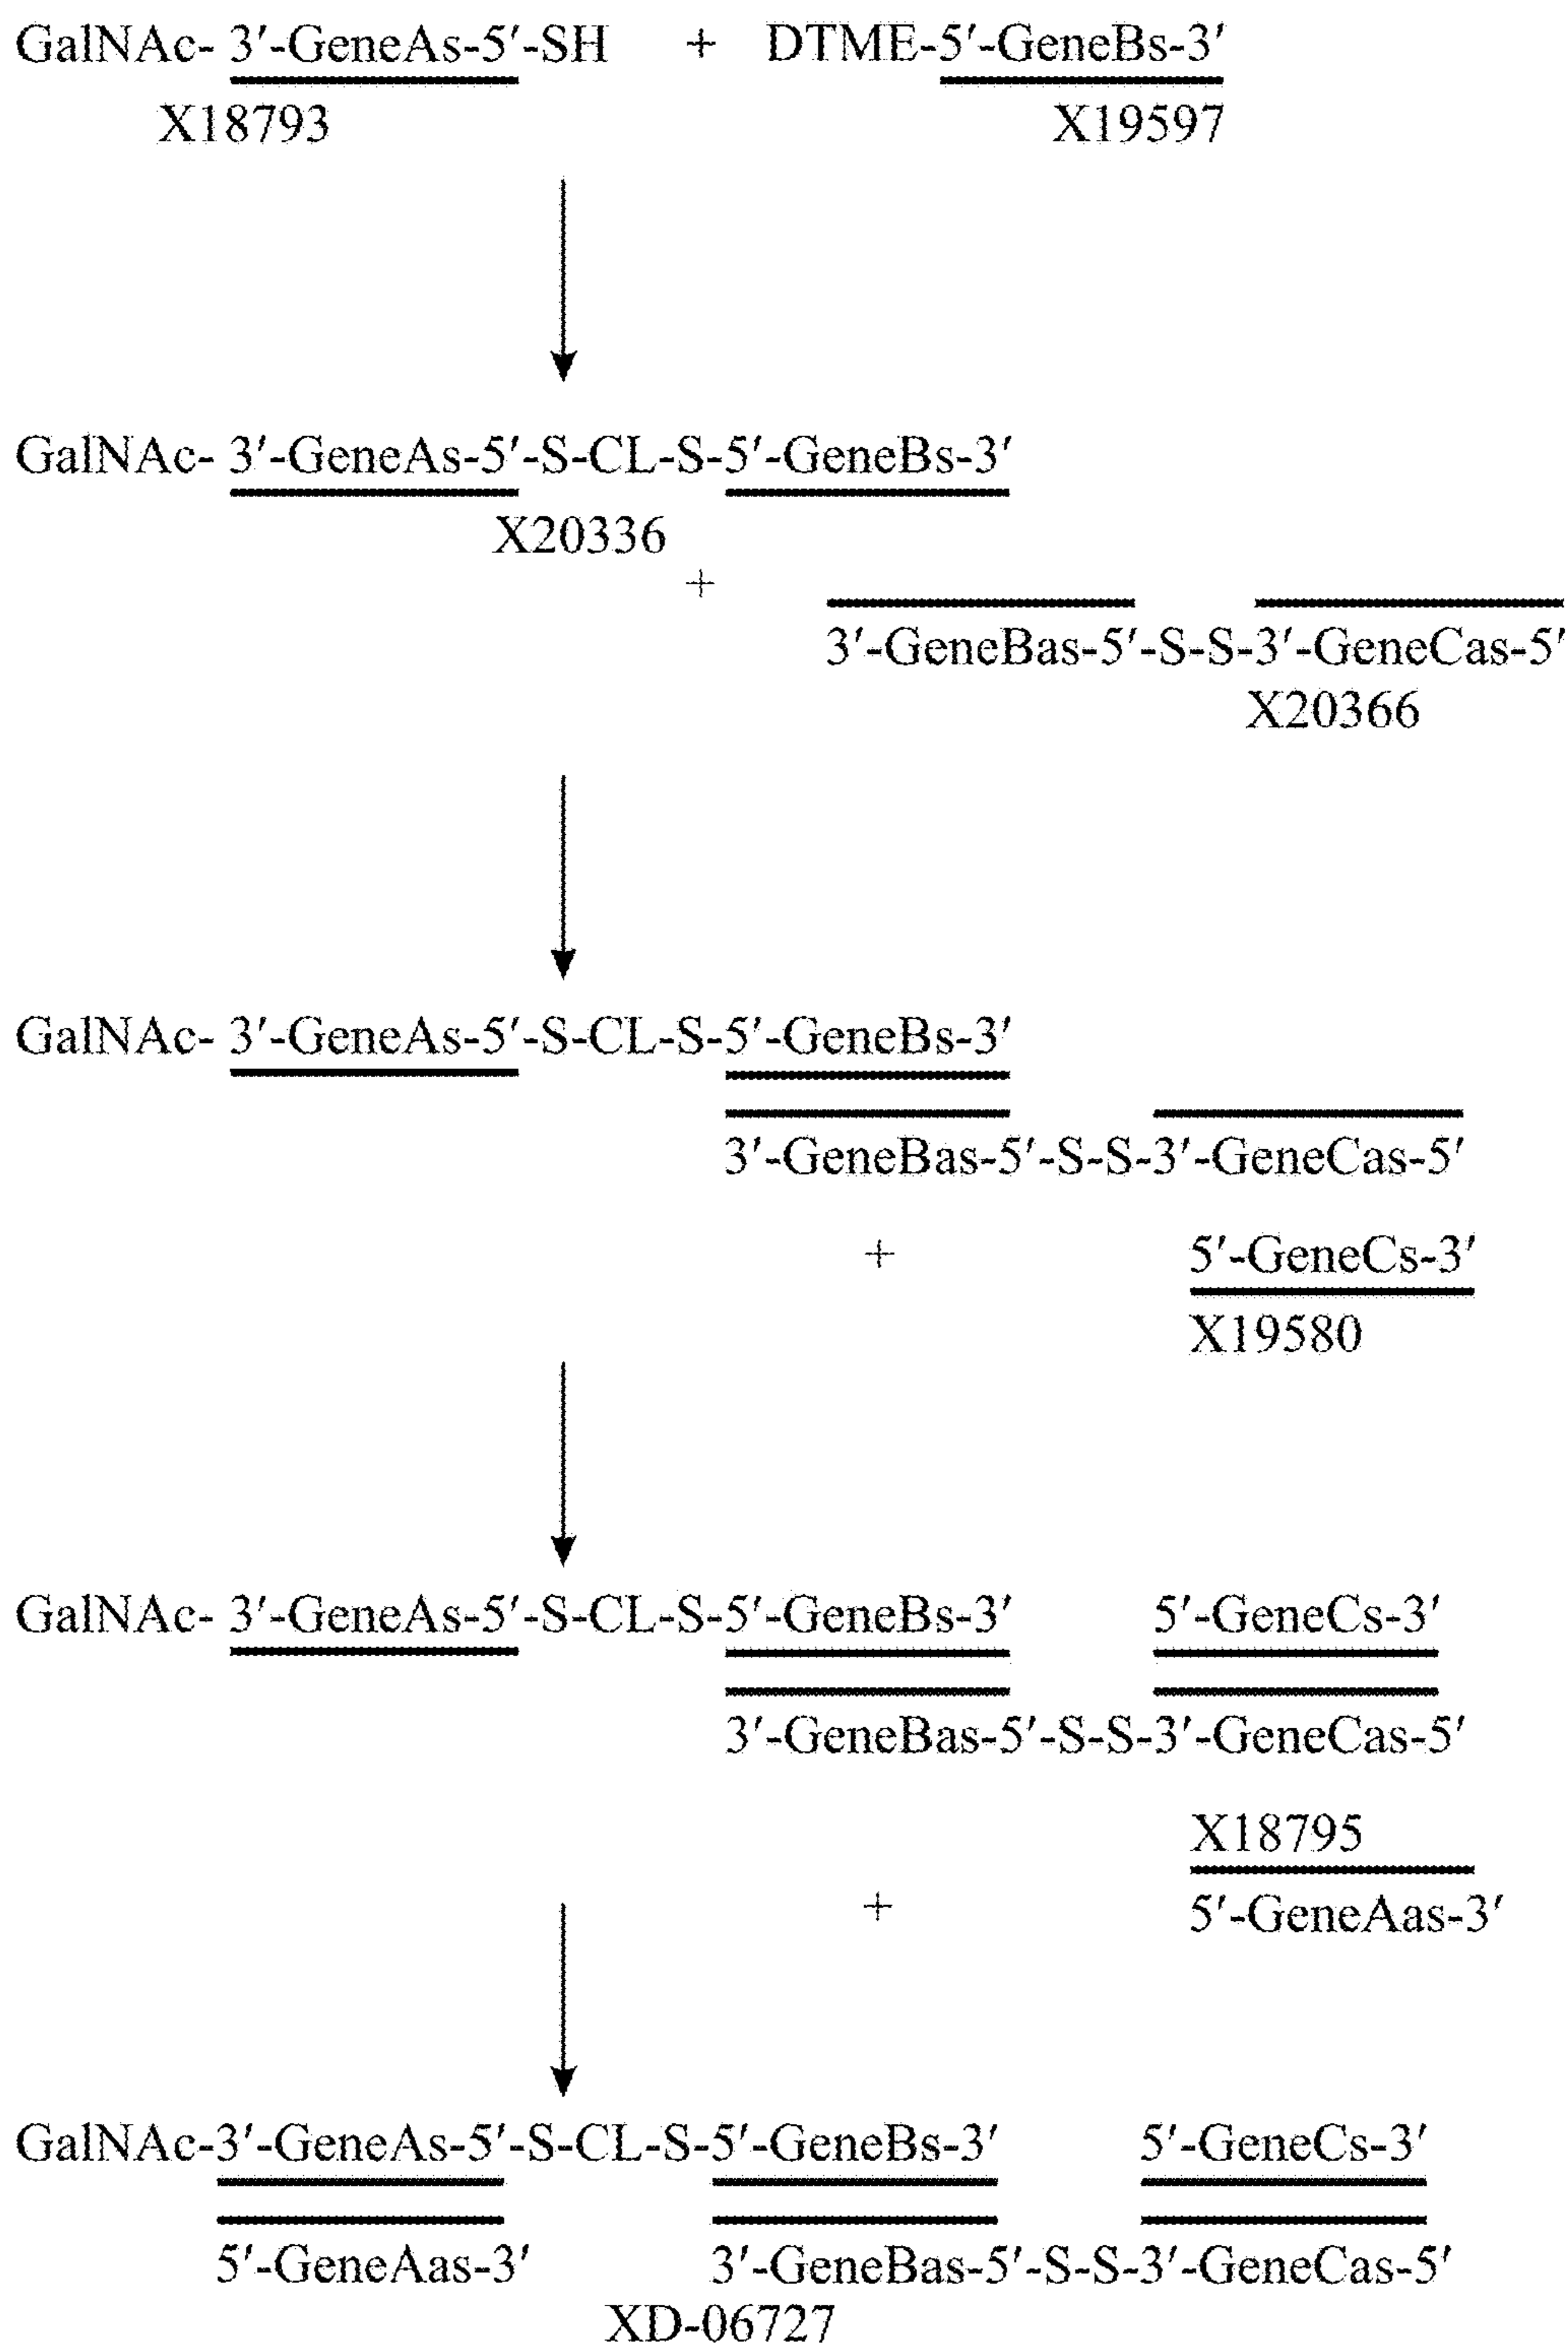 GalNAc- 3′-GeneAs-5′-SH + DTME-5′-GeneBs-3′
X18793 X19597
GalNAc- 3′-GeneAs-5′-S-CL-S-5′-GeneBs-3′
X20336
+
3′-GeneBas-5′-S-S-3′-GeneCas-5′
X20366
GalNAc- 3′-GeneAs-5′-S-CL-S-5′-GeneBs-3′
3′-GeneBas-5′-S-S-3′-GeneCas-5′
+ 5′-GeneCs-3′
X19580
GalNAc- 3′-GeneAs-5′-S-CL-S-5′-GeneBs-3′ 5′-GeneCs-3′
3′-GeneBas-5′-S-S-3′-GeneCas-5′
X18795
+ 5′-GeneAas-3′
GalNAc-3′-GeneAs-5′-S-CL-S-5′-GeneBs-3′ 5′-GeneCs-3′
5′-GeneAas-3′ 3′-GeneBas-5′-S-S-3′-GeneCas-5′
XD-06727